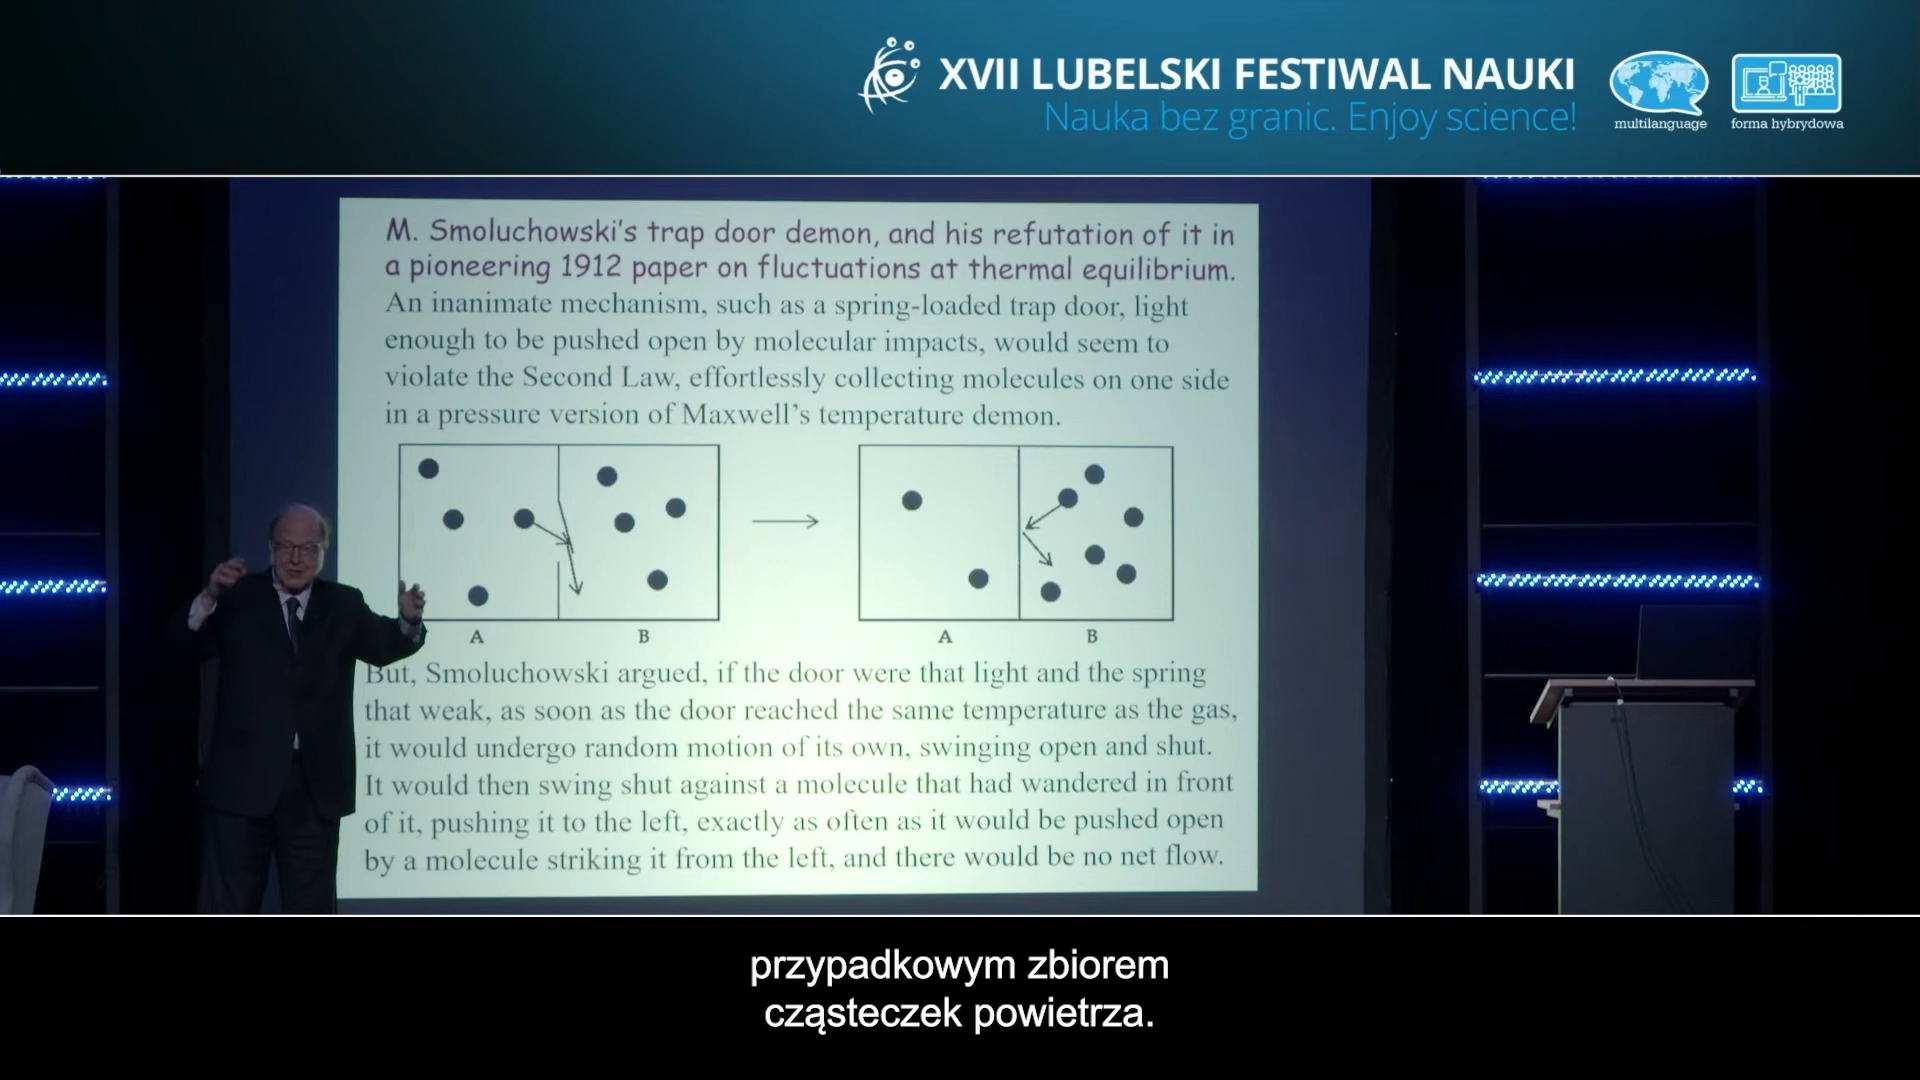 XVII LUBELSKI FESTIWAL NAUKI
Nauka bez granic. Enjoy science!
multilanguage
forma hybrydowa
M. Smoluchowski's trap door demon, and his refutation of it in
a pioneering 1912 paper on fluctuations at thermal equilibrium.
An inanimate mechanism, such as a spring-loaded trap door, light
enough to be pushed open by molecular impacts, would seem to
violate the Second Law, effortlessly collecting molecules on one side
in a pressure version of Maxwell's temperature demon.
A B A B
But, Smoluchowski argued, if the door were that light and the spring
that weak, as soon as the door reached the same temperature as the gas,
it would undergo random motion of its own, swinging open and shut.
It would then swing shut against a molecule that had wandered in front
of it, pushing it to the left, exactly as often as it would be pushed open
by a molecule striking it from the left, and there would be no net flow.
przypadkowym zbiorem
cząsteczek powietrza.